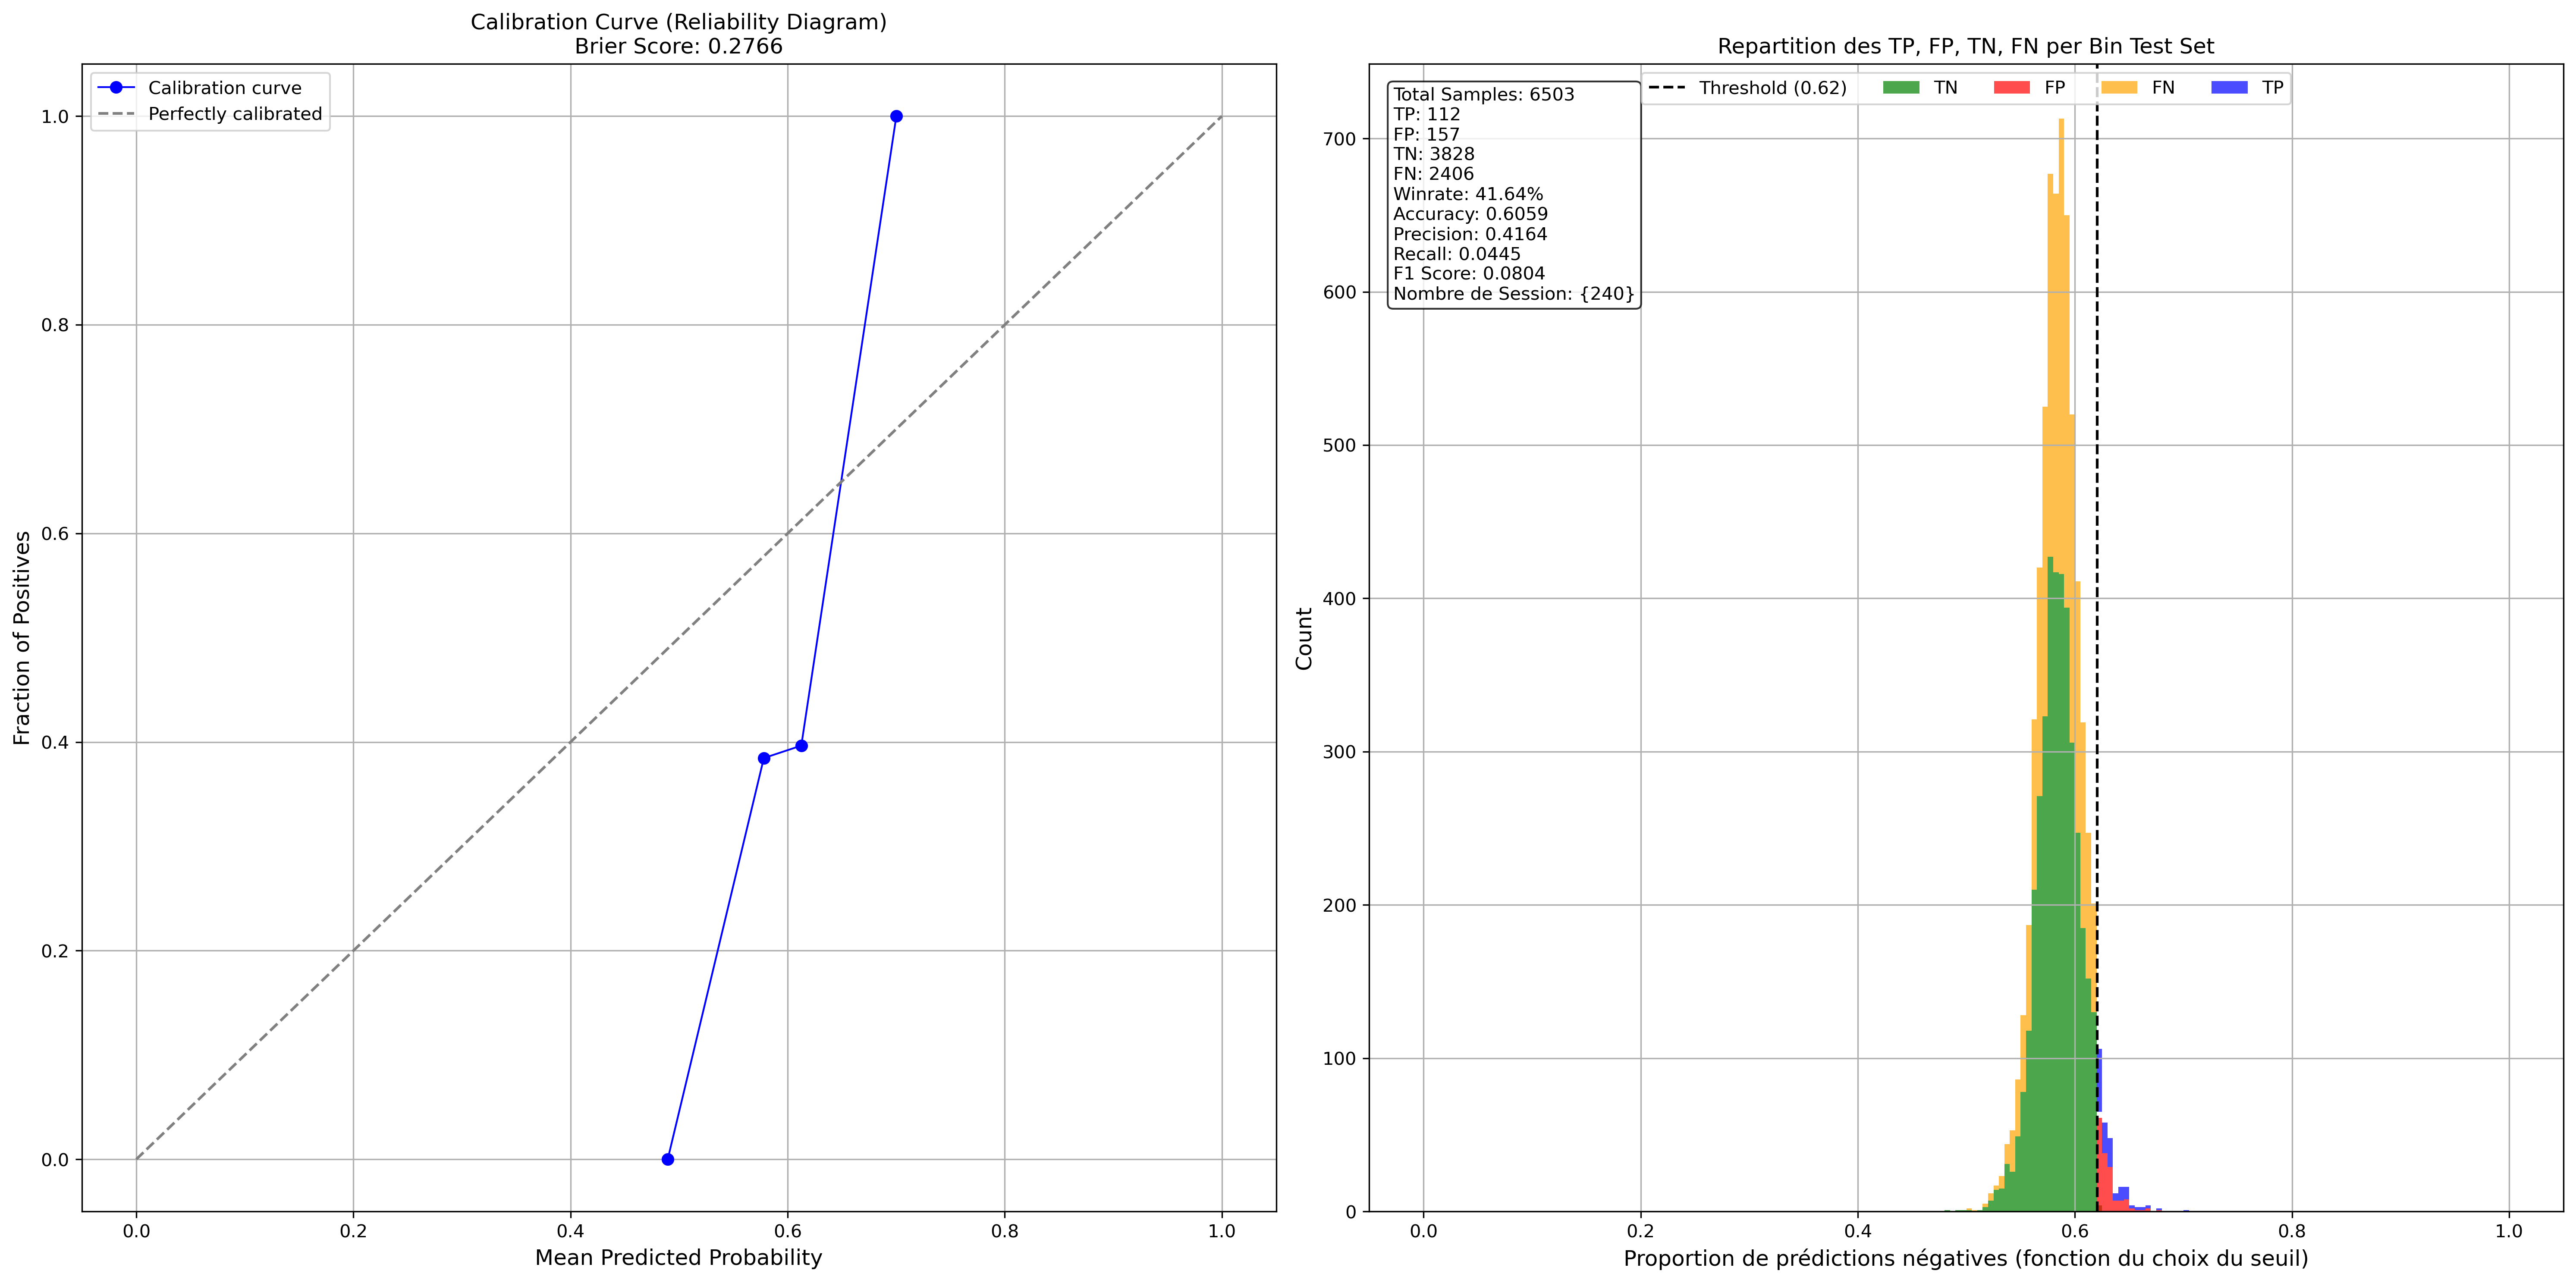 Calibration Curve (Reliability Diagram)
Brier Score: 0.2766
Calibration curve
Perfectly calibrated
1.0
0.8
0.6
0.4
0.2
0.0
Fraction of Positives
0.0 0.2 0.4 0.6 0.8 1.0
Mean Predicted Probability
Repartition des TP, FP, TN, FN per Bin Test Set
Threshold (0.62) TN FP FN TP
Total Samples: 6503
TP: 112
FP: 157
TN: 3828
FN: 2406
Winrate: 41.64%
Accuracy: 0.6059
Precision: 0.4164
Recall: 0.0445
F1 Score: 0.0804
Nombre de Session: {240}
700
600
500
400
300
200
100
0
Count
0.0 0.2 0.4 0.6 0.8 1.0
Proportion de prédictions négatives (fonction du choix du seuil)